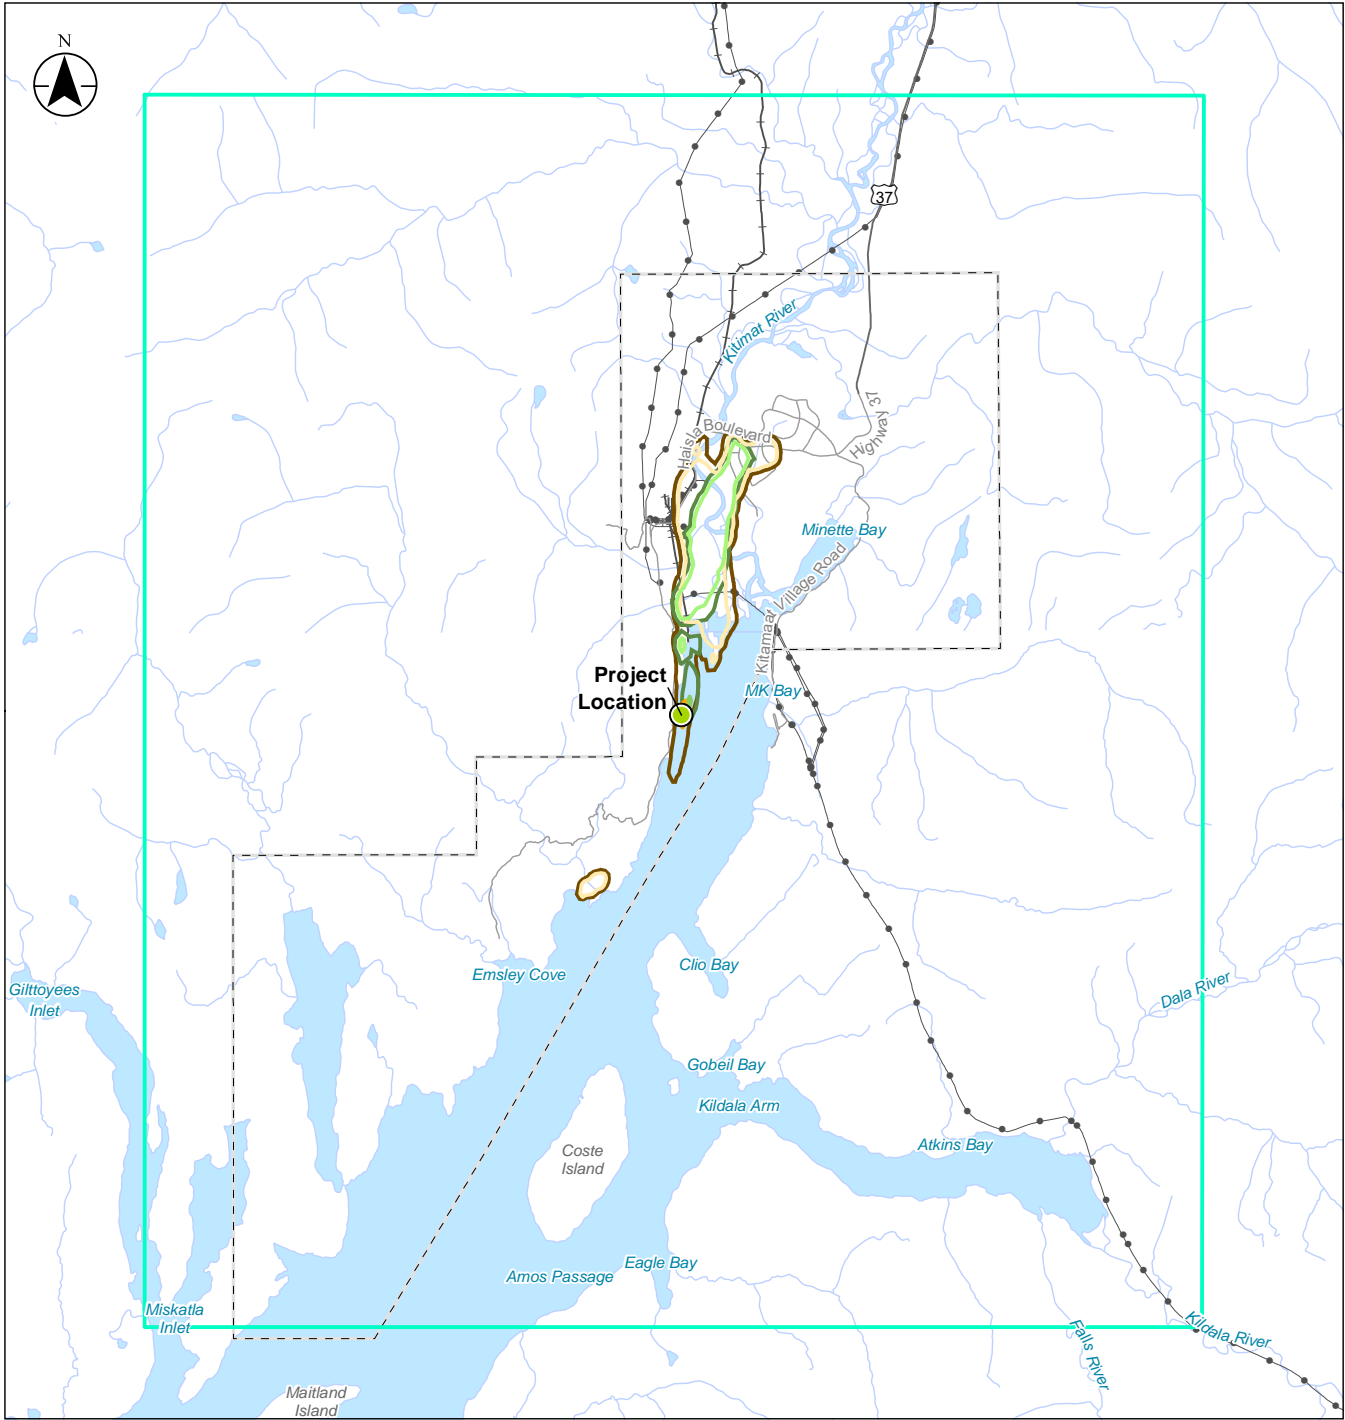 N
37
Kitimat River
Highway 37
Haisla Boulevard
Minette Bay
Kitamaat Village Road
Project
Location
MK Bay
Clio Bay
Emsley Cove
Gilttoyees
Inlet
Dala River
Gobeil Bay
Kildala Arm
Atkins Bay
Coste
Island
Eagle Bay
Amos Passage
Miskatla
Inlet
Kildala River
Falls River
Maitland
Island